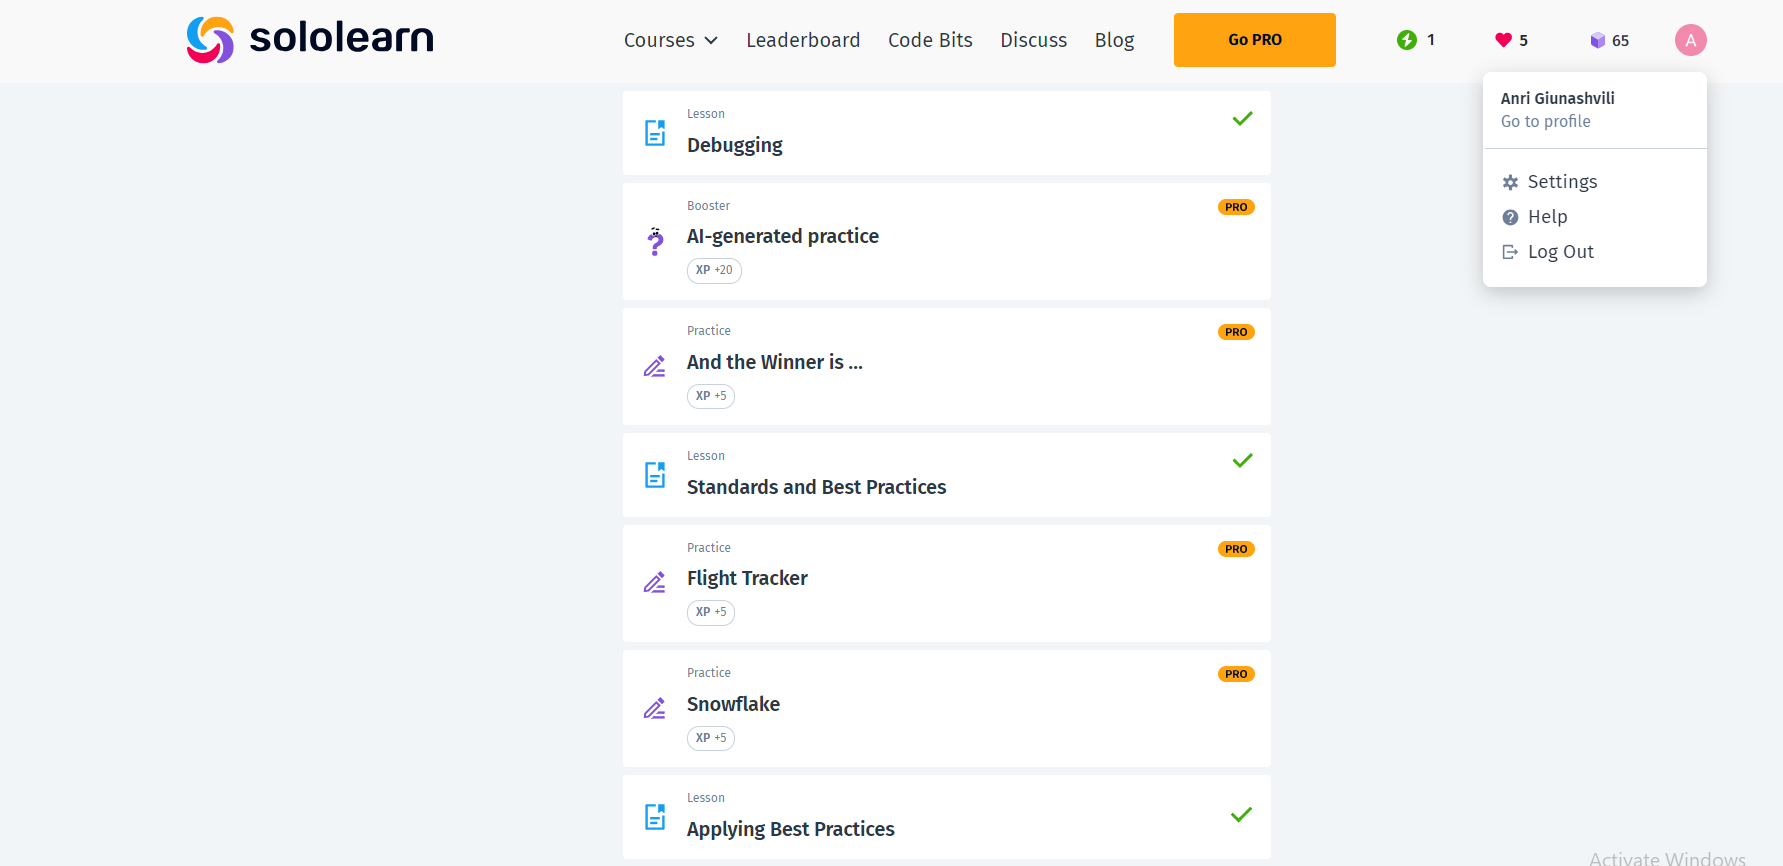 sololearn
Courses Leaderboard Code Bits Discuss Blog Go PRO 1 5 65 A
Anri Giunashvili
Go to profile
Settings
Help
Log Out
Lesson
Debugging
Booster PRO
AI-generated practice
XP +20
Practice PRO
And the Winner is ...
XP +5
Lesson
Standards and Best Practices
Practice PRO
Flight Tracker
XP +5
Practice PRO
Snowflake
XP +5
Lesson
Applying Best Practices
Activate Windows